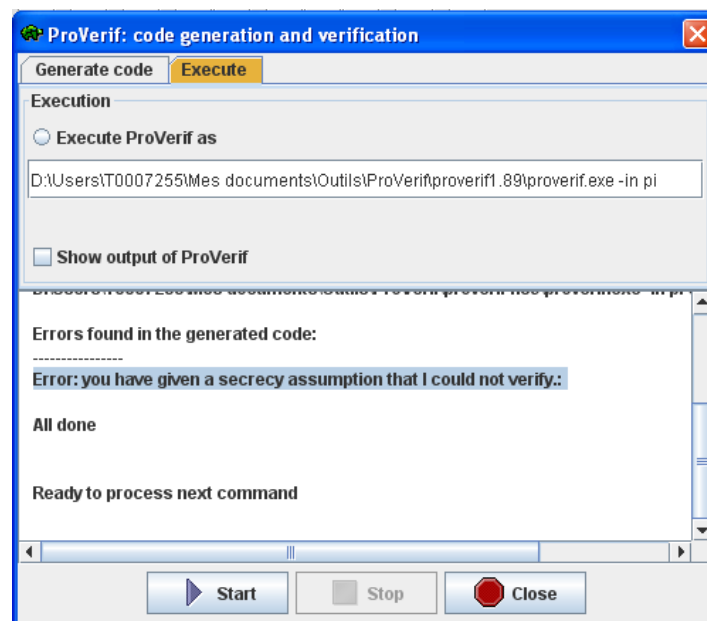 ProVerif: code generation and verification
Generate code Execute
Execution
Execute ProVerif as
D:\Users\T0007255\Mes documents\Outils\ProVerif\proverif1.89\proverif.exe -in pi
Show output of ProVerif
Errors found in the generated code:
----------------
Error: you have given a secrecy assumption that I could not verify.:
All done
Ready to process next command
Start Stop Close